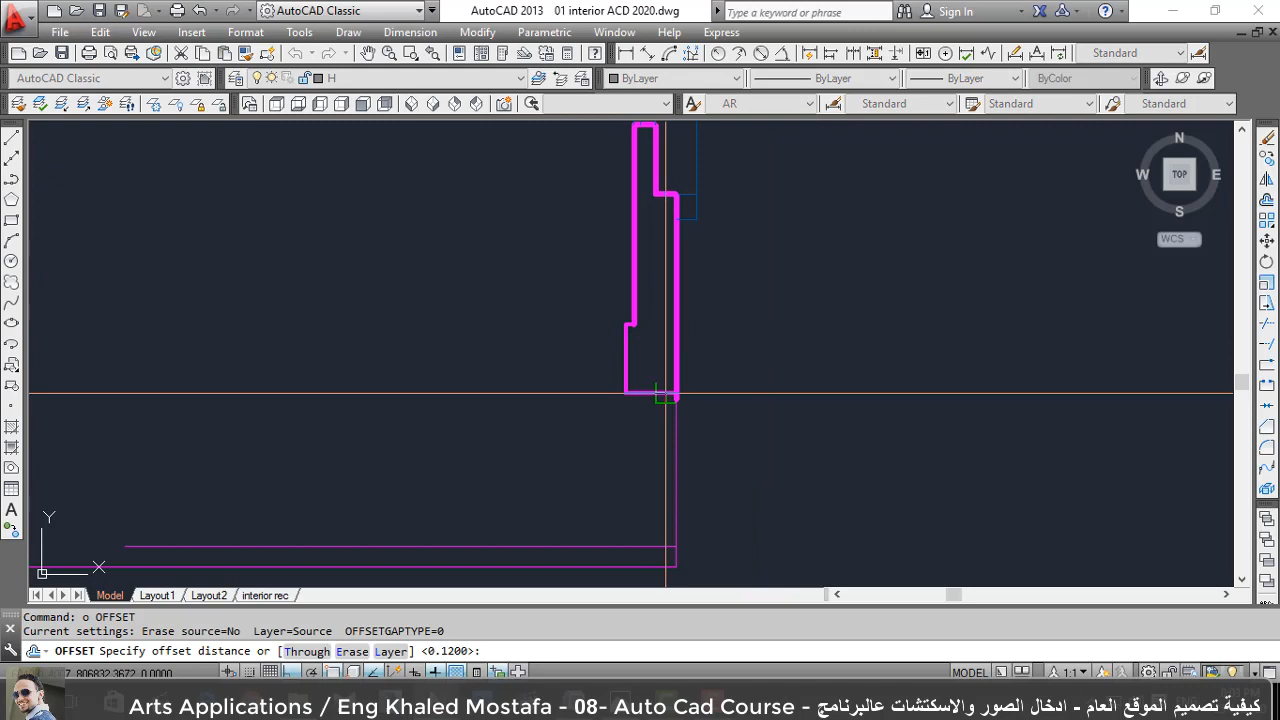 AutoCAD Classic
AutoCAD 2013
01 interior ACD 2020.dwg
Type a keyword or phrase
Sign In
File
Edit
View
Insert
Format
Tools
Draw
Dimension
Modify
Parametric
Window
Help
Express
Standard
AutoCAD Classic
H
ByLayer
ByLayer
ByLayer
ByColor
AR
Standard
Standard
Standard
N
W
TOP
E
S
WCS
Y
X
Model
Layout1
Layout2
interior rec
Command: o OFFSET
Current settings: Erase source=No Layer=Source OFFSETGAPTYPE=0
OFFSET Specify offset distance or [Through Erase Layer] <0.1200>:
MODEL
1:1
Arts Applications / Eng Khaled Mostafa - 08- Auto Cad Course - كيفية تصميم الموقع العام - ادخال الصور والاسكتشات عالبرنامج